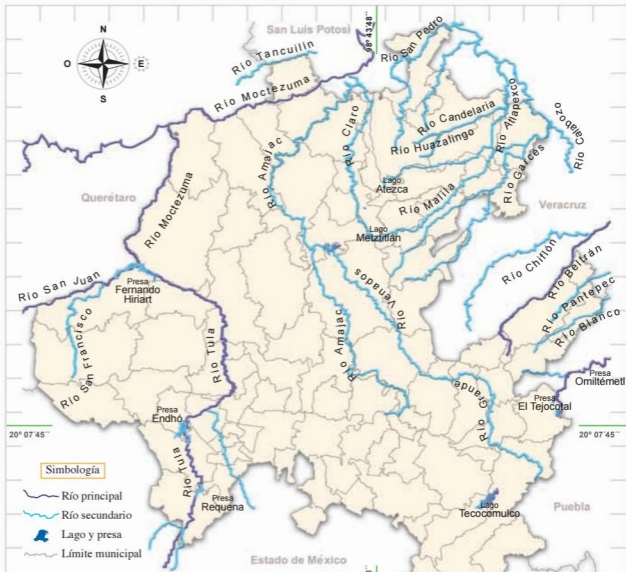 San Luis Potosí
98° 43' 48''
N
O
E
S
Río Tancuilín
Río San Pedro
Río Moctezuma
Río Claro
Río Candelaria
Río Atlapexco
Río Calabozo
Río Huazalingo
Río Amajac
Lago
Atezca
Río Garcés
Querétaro
Río Malila
Veracruz
Río Moctezuma
Lago
Metztitlán
Río Chiflón
Río Beltrán
Río San Juan
Presa
Fernando
Hiriart
Río Venados
Río Pantepec
Río Blanco
Río San Francisco
Río Tula
Río Amajac
Presa
Omiltémetl
Río Grande
Presa
El Tejocotal
Presa
Endhó
20° 07' 45''
20° 07' 45''
Río Tula
Presa
Requena
Lago
Tecocomulco
Puebla
Estado de México
Simbología
Río principal
Río secundario
Lago y presa
Límite municipal